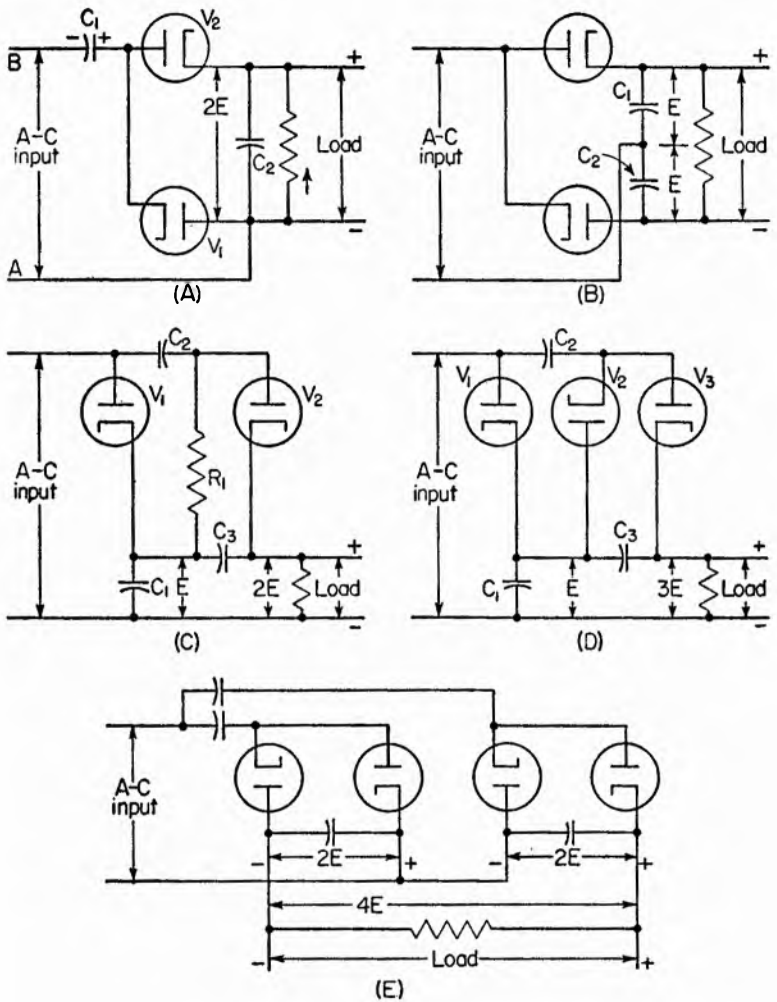 C1
V2
B
- +
+
2E
A-C
input
C2
Load
V1
-
A
(A)
+
C1
E
A-C
input
C2
E
Load
-
(B)
C2
V1
V2
A-C
input
R1
C3
+
C1
E
2E
Load
-
(C)
C2
V1
V2
V3
A-C
input
C3
+
C1
E
3E
Load
-
(D)
A-C
input
- 2E +
- 2E +
4E
- Load +
(E)